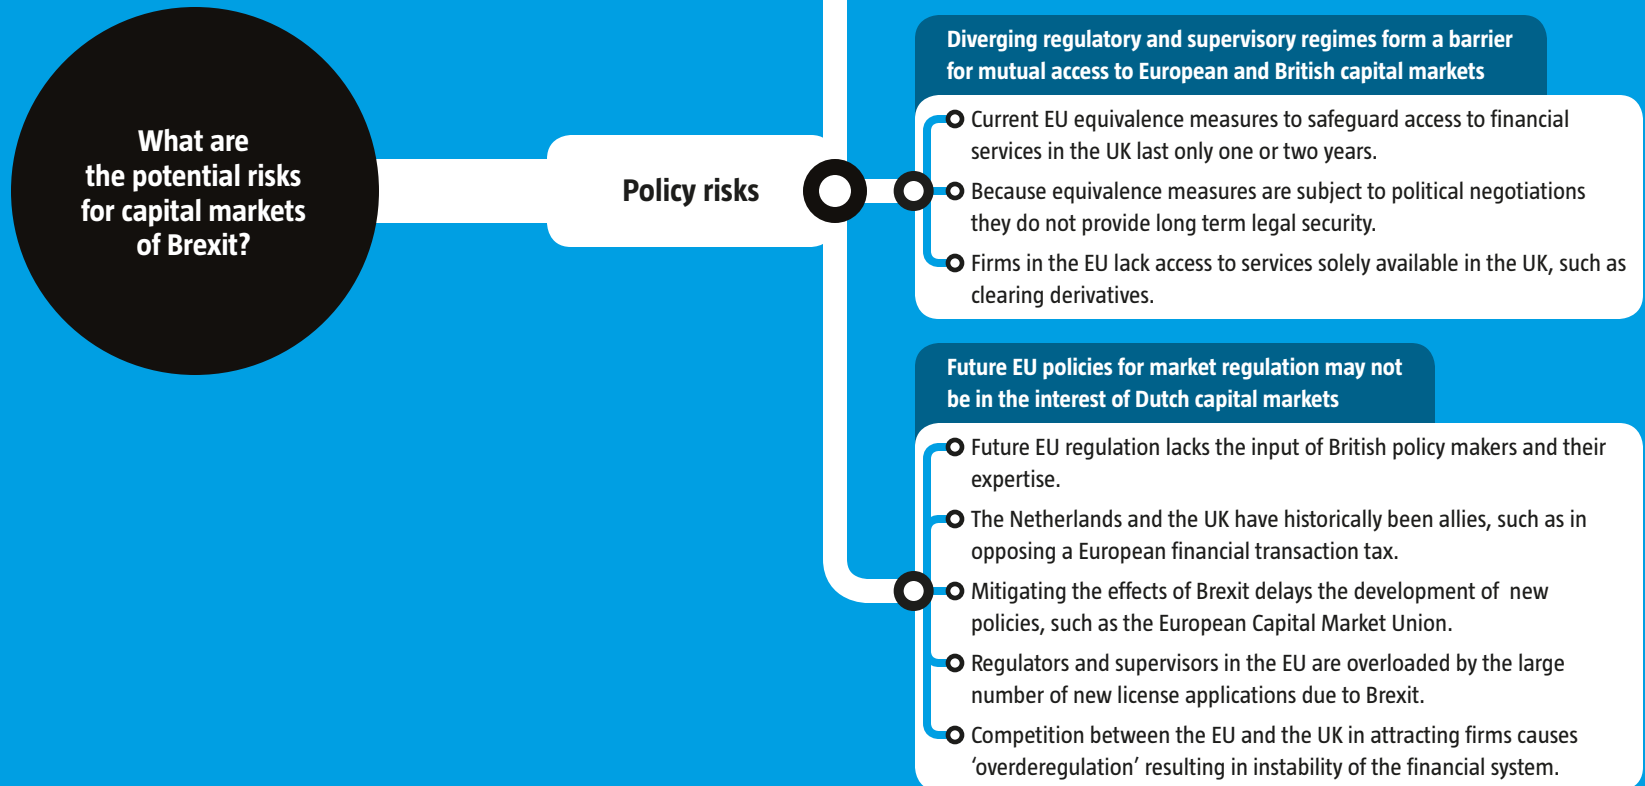 What are
the potential risks
for capital markets
of Brexit?
Policy risks
Diverging regulatory and supervisory regimes form a barrier
for mutual access to European and British capital markets
Current EU equivalence measures to safeguard access to financial
services in the UK last only one or two years.
Because equivalence measures are subject to political negotiations
they do not provide long term legal security.
Firms in the EU lack access to services solely available in the UK, such as
clearing derivatives.
Future EU policies for market regulation may not
be in the interest of Dutch capital markets
Future EU regulation lacks the input of British policy makers and their
expertise.
The Netherlands and the UK have historically been allies, such as in
opposing a European financial transaction tax.
Mitigating the effects of Brexit delays the development of new
policies, such as the European Capital Market Union.
Regulators and supervisors in the EU are overloaded by the large
number of new license applications due to Brexit.
Competition between the EU and the UK in attracting firms causes
‘overderegulation’ resulting in instability of the financial system.